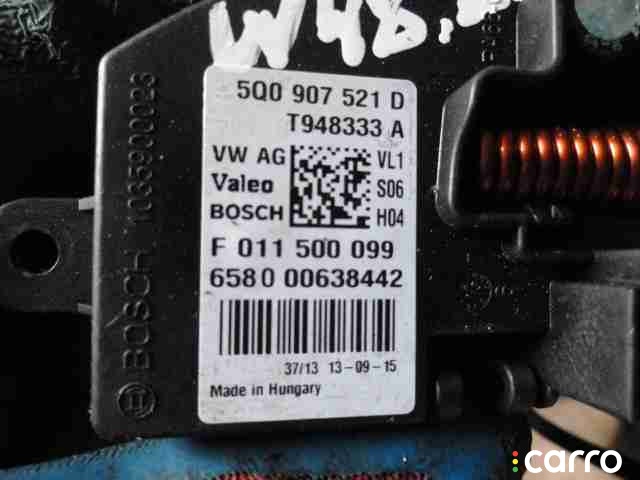 W48.
5Q0 907 521 D
T948333 A
VW AG VL1
Valeo S06
BOSCH H04
F 011 500 099
6580 00638442
37/13 13-09-15
Made in Hungary
BOSCH 1035900023
carro